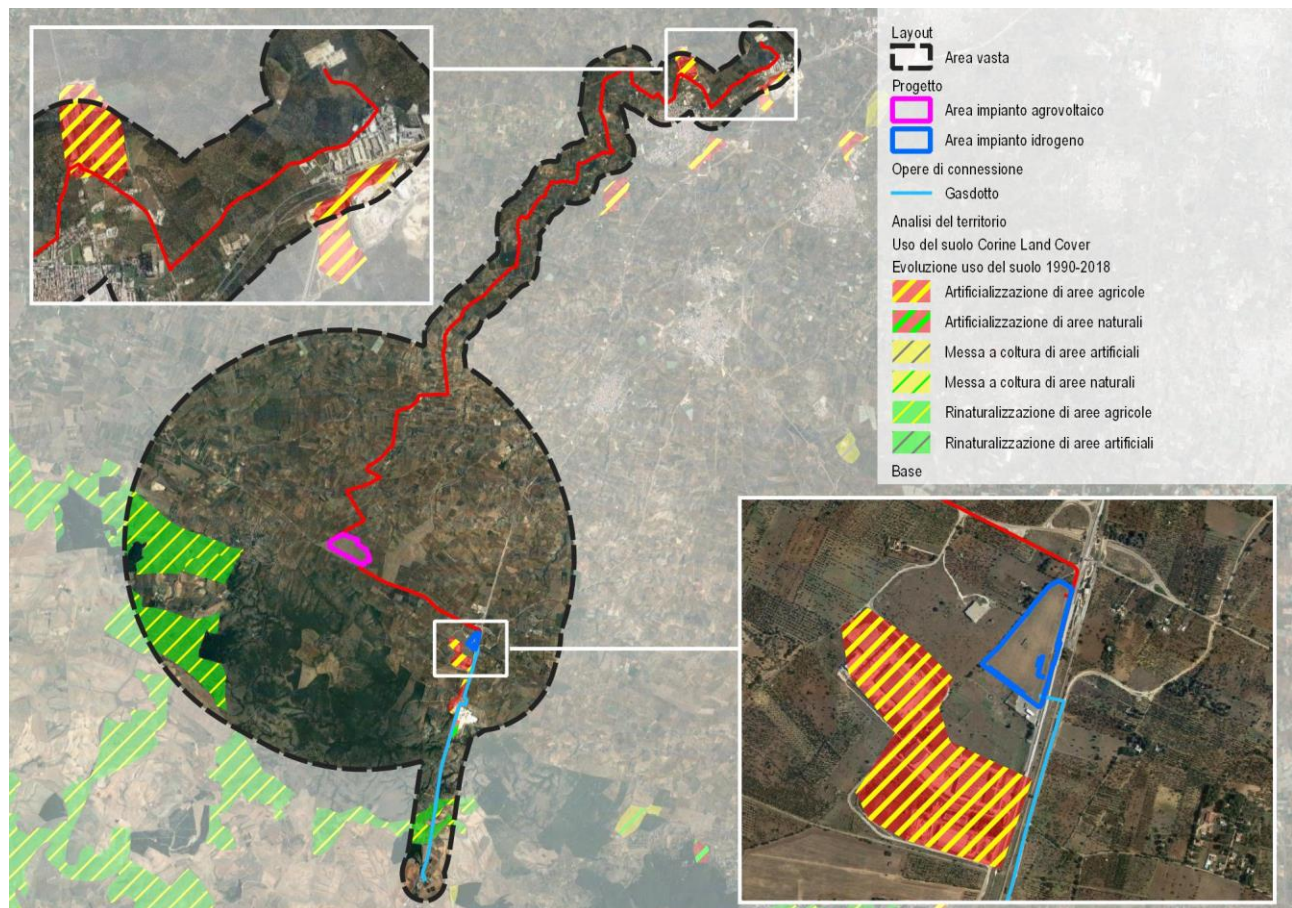 Layout
Area vasta
Progetto
Area impianto agrovoltaico
Area impianto idrogeno
Opere di connessione
Gasdotto
Analisi del territorio
Uso del suolo Corine Land Cover
Evoluzione uso del suolo 1990-2018
Artificializzazione di aree agricole
Artificializzazione di aree naturali
Messa a coltura di aree artificiali
Messa a coltura di aree naturali
Rinaturalizzazione di aree agricole
Rinaturalizzazione di aree artificiali
Base